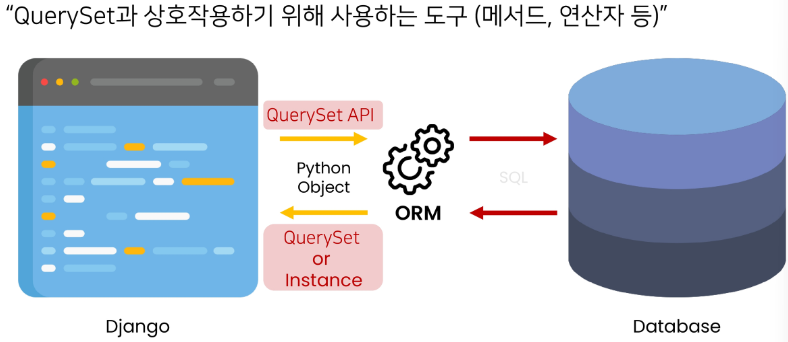 “QuerySet과 상호작용하기 위해 사용하는 도구 (메서드, 연산자 등)”
QuerySet API
Python
Object
ORM
SQL
QuerySet
or
Instance
Django
Database